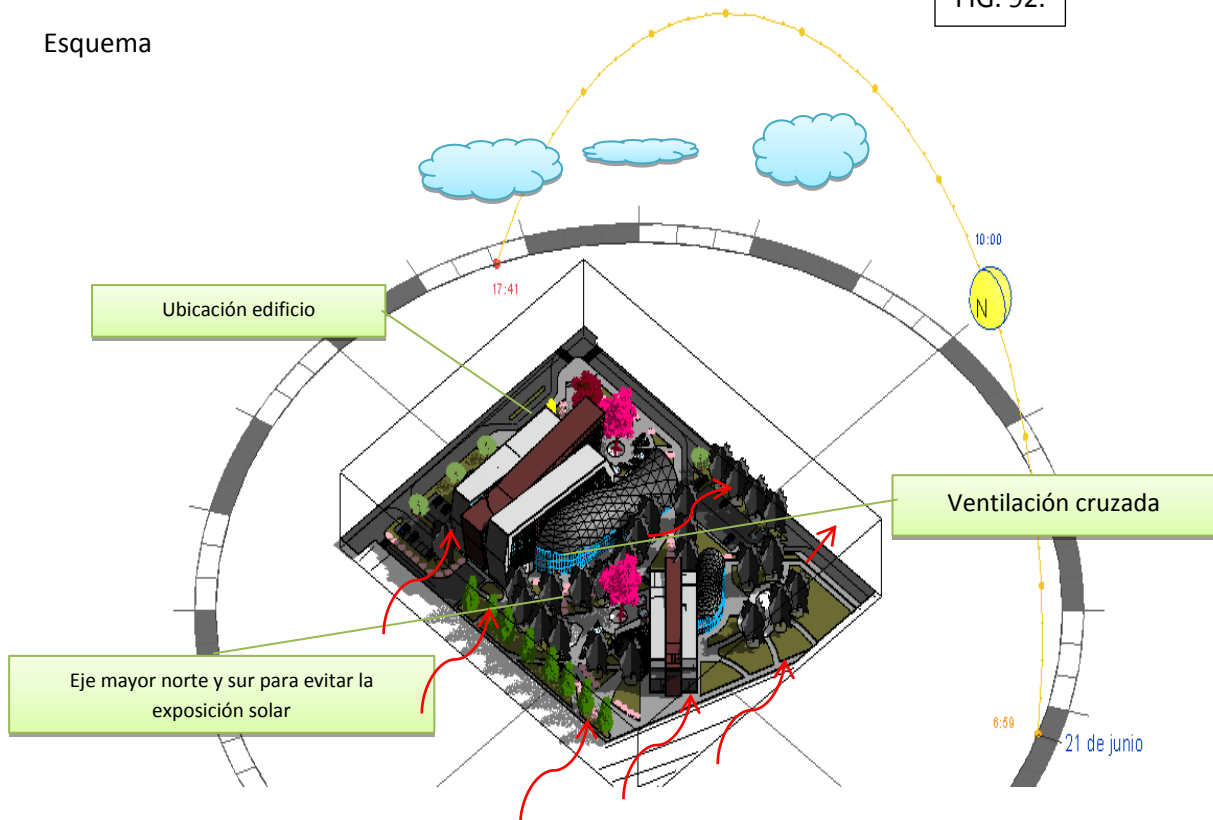 FIG. 92.
Esquema
10:00
N
17:41
Ubicación edificio
Ventilación cruzada
Eje mayor norte y sur para evitar la
exposición solar
6:59
21 de junio